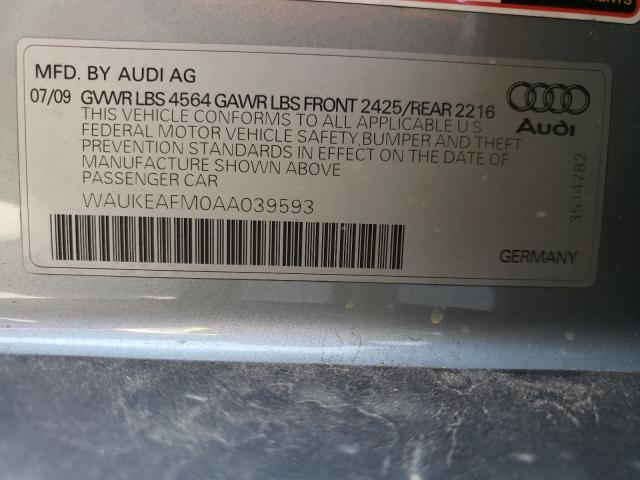 MENTS
MFD. BY AUDI AG
07/09 GVWR LBS 4564 GAWR LBS FRONT 2425/REAR 2216
THIS VEHICLE CONFORMS TO ALL APPLICABLE U S
FEDERAL MOTOR VEHICLE SAFETY, BUMPER AND THEFT
PREVENTION STANDARDS IN EFFECT ON THE DATE OF
MANUFACTURE SHOWN ABOVE
PASSENGER CAR
WAUKEAFM0AA039593
Audi
3514782
GERMANY